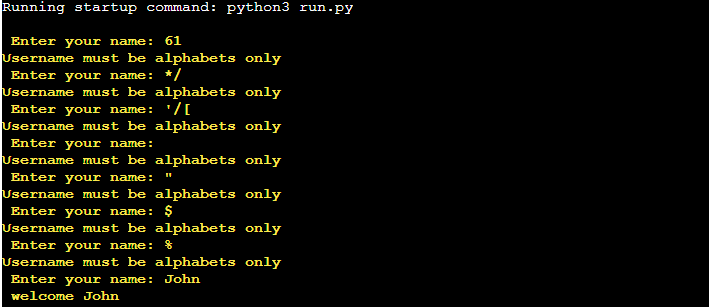 Running startup command: python3 run.py
Enter your name: 61
Username must be alphabets only
Enter your name: */
Username must be alphabets only
Enter your name: '/[
Username must be alphabets only
Enter your name:
Username must be alphabets only
Enter your name: "
Username must be alphabets only
Enter your name: $
Username must be alphabets only
Enter your name: %
Username must be alphabets only
Enter your name: John
welcome John